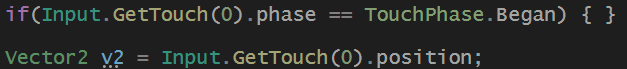 if(Input.GetTouch(0).phase == TouchPhase.Began) { }
Vector2 v2 = Input.GetTouch(0).position;